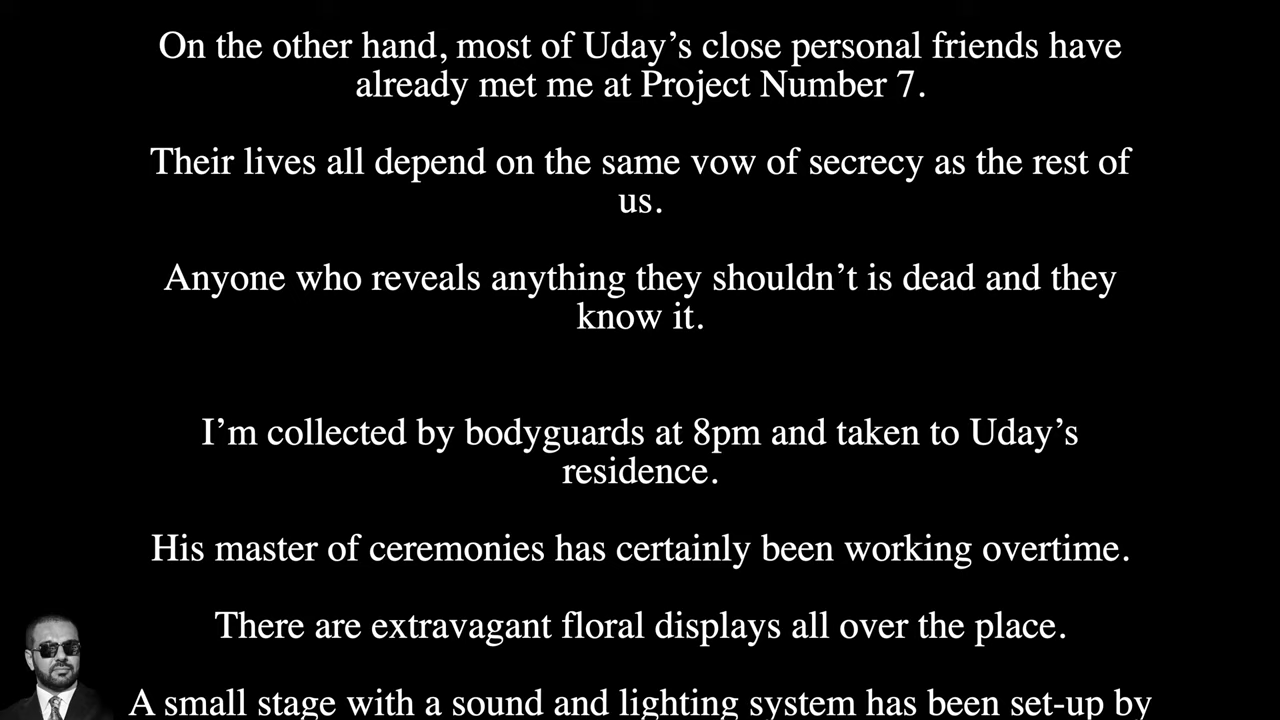 On the other hand, most of Uday’s close personal friends have
already met me at Project Number 7.
Their lives all depend on the same vow of secrecy as the rest of
us.
Anyone who reveals anything they shouldn’t is dead and they
know it.
I’m collected by bodyguards at 8pm and taken to Uday’s
residence.
His master of ceremonies has certainly been working overtime.
There are extravagant floral displays all over the place.
A small stage with a sound and lighting system has been set-up by